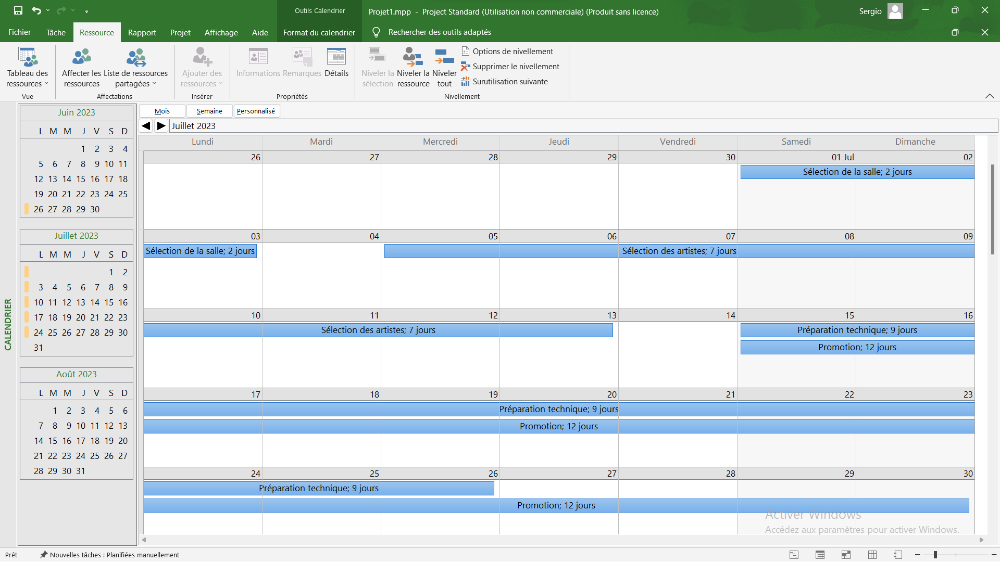 Outils Calendrier
Projet1.mpp - Project Standard (Utilisation non commerciale) (Produit sans licence)
Sergio
Fichier Tâche Ressource Rapport Projet Affichage Aide Format du calendrier Rechercher des outils adaptés
Tableau des ressources
Vue
Affecter les ressources
Liste de ressources partagées
Affectations
Ajouter des ressources
Insérer
Informations Remarques Détails
Propriétés
Niveler la sélection
Niveler la ressource
Niveler tout
Options de nivellement
Supprimer le nivellement
Surutilisation suivante
Nivellement
CALENDRIER
Juin 2023
L M M J V S D
1 2 3 4
5 6 7 8 9 10 11
12 13 14 15 16 17 18
19 20 21 22 23 24 25
26 27 28 29 30
Juillet 2023
L M M J V S D
1 2
3 4 5 6 7 8 9
10 11 12 13 14 15 16
17 18 19 20 21 22 23
24 25 26 27 28 29 30
31
Août 2023
L M M J V S D
1 2 3 4 5 6
7 8 9 10 11 12 13
14 15 16 17 18 19 20
21 22 23 24 25 26 27
28 29 30 31
Mois Semaine Personnalisé
Juillet 2023
Lundi Mardi Mercredi Jeudi Vendredi Samedi Dimanche
26 27 28 29 30 01 Jul 02
Sélection de la salle; 2 jours
03 04 05 06 07 08 09
Sélection de la salle; 2 jours Sélection des artistes; 7 jours
10 11 12 13 14 15 16
Sélection des artistes; 7 jours Préparation technique; 9 jours
Promotion; 12 jours
17 18 19 20 21 22 23
Préparation technique; 9 jours
Promotion; 12 jours
24 25 26 27 28 29 30
Préparation technique; 9 jours
Promotion; 12 jours
Activer Windows
Accédez aux paramètres pour activer Windows.
Prêt Nouvelles tâches : Planifiées manuellement